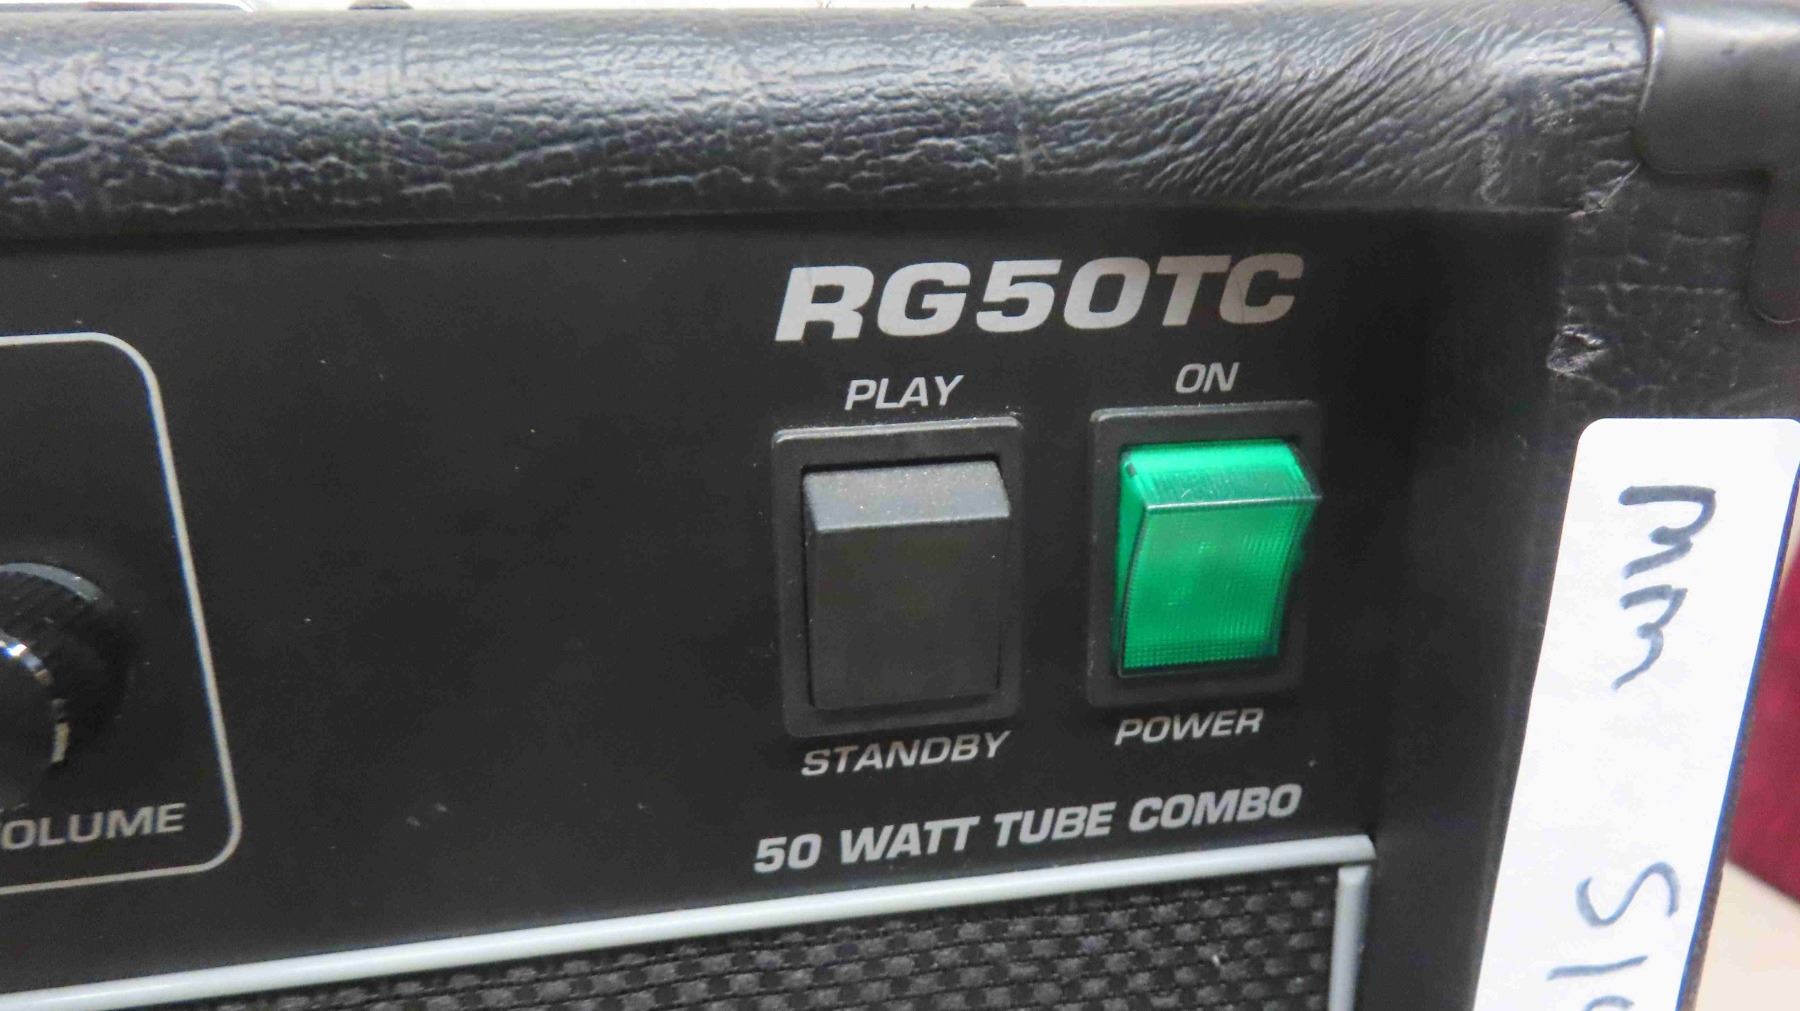 RG50TC
PLAY
ON
STANDBY
POWER
OLUME
50 WATT TUBE COMBO